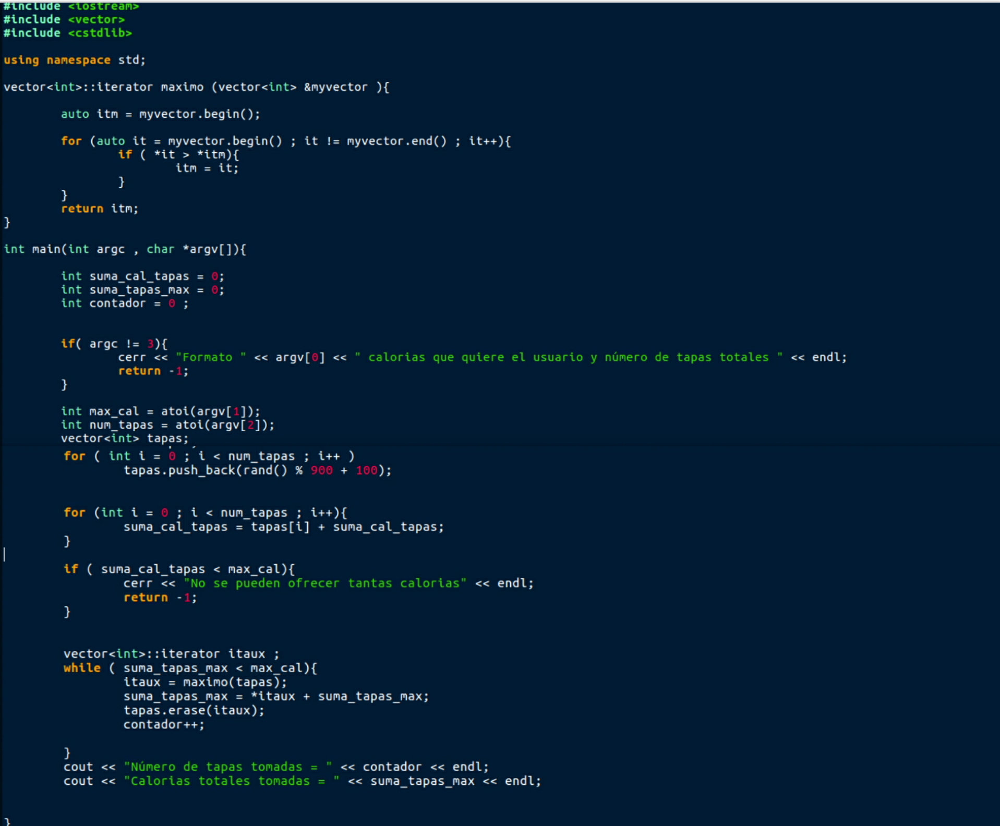 #include <iostream>
#include <vector>
#include <cstdlib>
using namespace std;
vector<int>::iterator maximo (vector<int> &myvector ){
auto itm = myvector.begin();
for (auto it = myvector.begin() ; it != myvector.end() ; it++){
if ( *it > *itm){
itm = it;
}
}
return itm;
}
int main(int argc , char *argv[]){
int suma_cal_tapas = 0;
int suma_tapas_max = 0;
int contador = 0 ;
if( argc != 3){
cerr << "Formato " << argv[0] << " calorias que quiere el usuario y número de tapas totales " << endl;
return -1;
}
int max_cal = atoi(argv[1]);
int num_tapas = atoi(argv[2]);
vector<int> tapas;
for ( int i = 0 ; i < num_tapas ; i++ )
tapas.push_back(rand() % 900 + 100);
for (int i = 0 ; i < num_tapas ; i++){
suma_cal_tapas = tapas[i] + suma_cal_tapas;
}
if ( suma_cal_tapas < max_cal){
cerr << "No se pueden ofrecer tantas calorias" << endl;
return -1;
}
vector<int>::iterator itaux ;
while ( suma_tapas_max < max_cal){
itaux = maximo(tapas);
suma_tapas_max = *itaux + suma_tapas_max;
tapas.erase(itaux);
contador++;
}
cout << "Número de tapas tomadas = " << contador << endl;
cout << "Calorias totales tomadas = " << suma_tapas_max << endl;
}